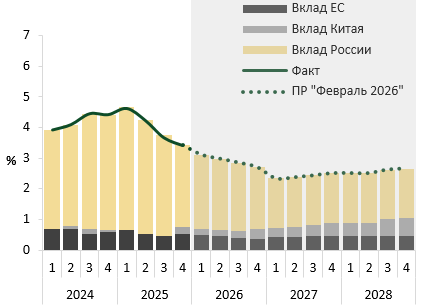 Вклад ЕС
Вклад Китая
Вклад России
Факт
ПР "Февраль 2026"
7
6
5
4
3
2
1
0
%
1 2 3 4 1 2 3 4 1 2 3 4 1 2 3 4 1 2 3 4
2024 2025 2026 2027 2028